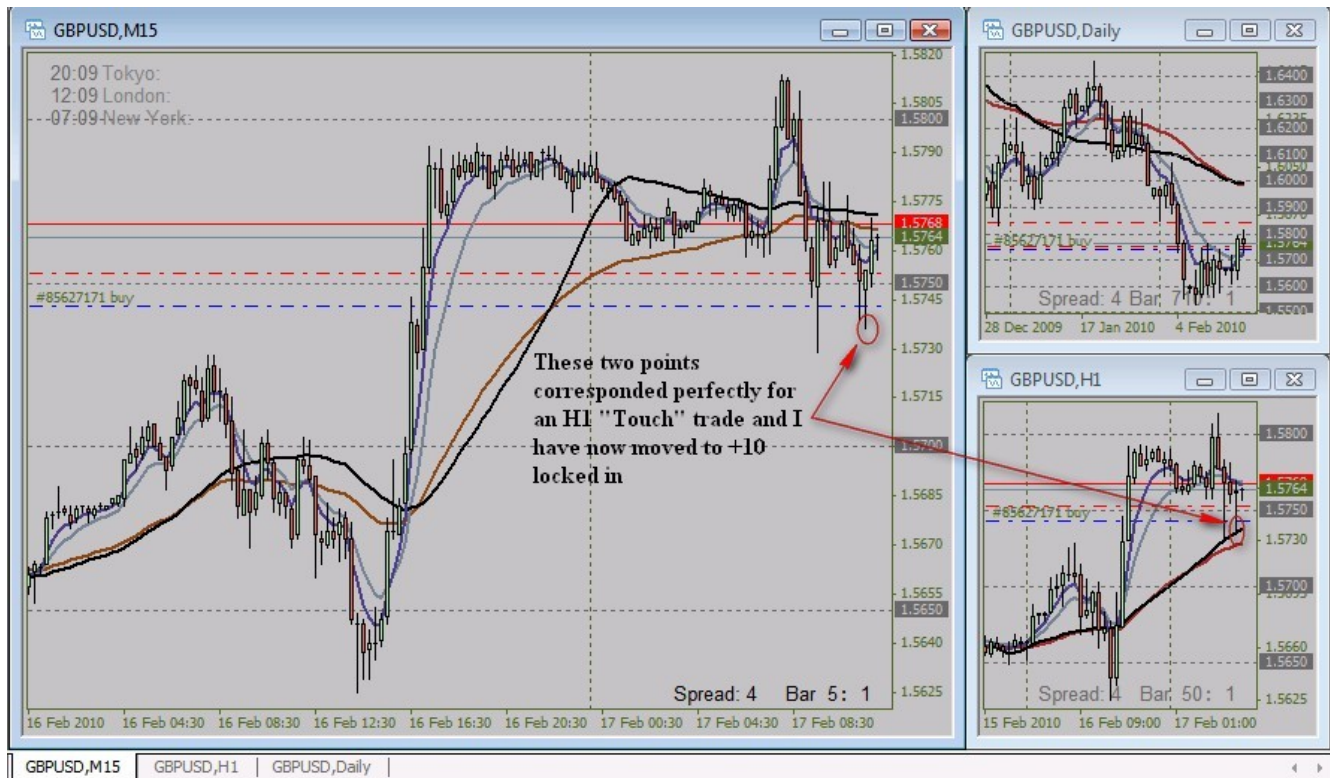 GBPUSD,M15
20:09 Tokyo:
12:09 London:
07:09 New York:
#85627171 buy
These two points
corresponded perfectly for
an H1 "Touch" trade and I
have now moved to +10
locked in
Spread: 4 Bar 5: 1
1.5820
1.5805
1.5800
1.5790
1.5775
1.5768
1.5764
1.5760
1.5750
1.5745
1.5730
1.5715
1.5700
1.5685
1.5670
1.5655
1.5650
1.5640
1.5625
16 Feb 2010 16 Feb 04:30 16 Feb 08:30 16 Feb 12:30 16 Feb 16:30 16 Feb 20:30 17 Feb 00:30 17 Feb 04:30 17 Feb 08:30
GBPUSD,Daily
#85627171 buy
Spread: 4 Bar
1.6400
1.6300
1.6200
1.6100
1.6000
1.5900
1.5800
1.5764
1.5700
1.5600
1.5500
28 Dec 2009 17 Jan 2010 4 Feb 2010
GBPUSD,H1
#85627171 buy
Spread: 4 Bar 50: 1
1.5800
1.5764
1.5750
1.5730
1.5700
1.5660
1.5650
1.5625
15 Feb 2010 16 Feb 09:00 17 Feb 01:00
GBPUSD,M15 GBPUSD,H1 GBPUSD,Daily